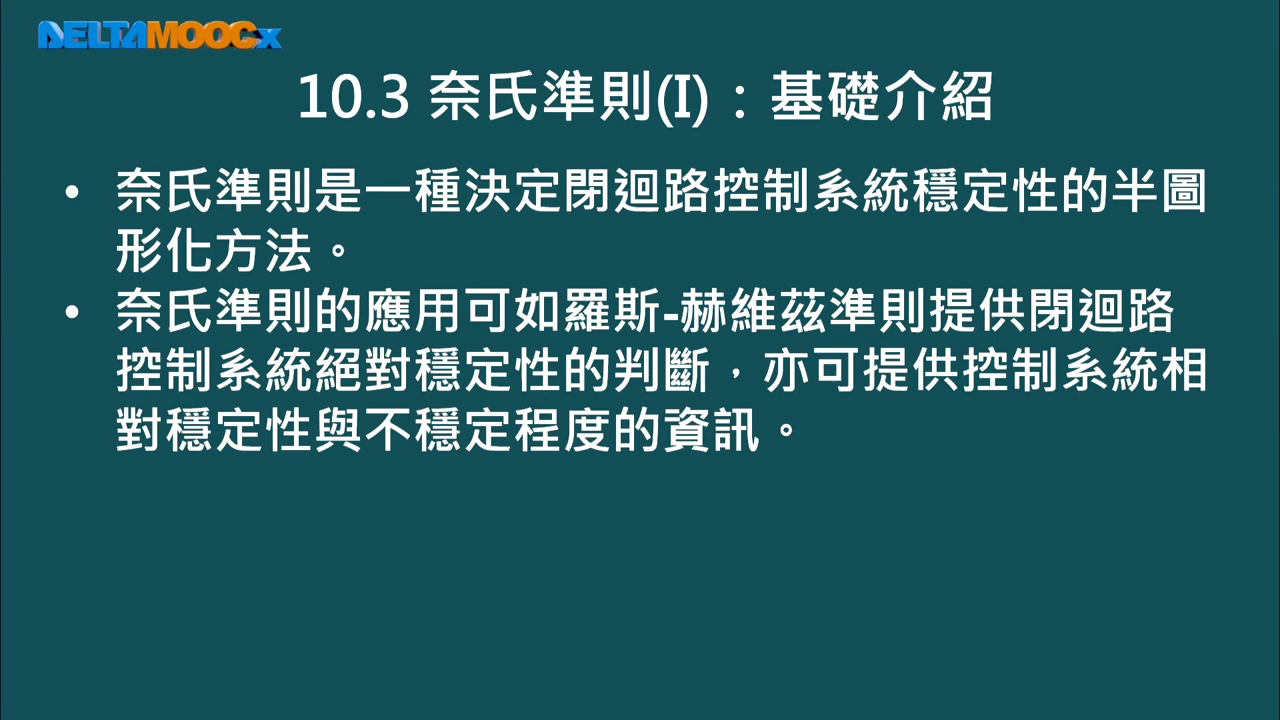 DELTAMOOCx
10.3 奈氏準則(I)：基礎介紹
• 奈氏準則是一種決定閉迴路控制系統穩定性的半圖
形化方法。
• 奈氏準則的應用可如羅斯-赫維茲準則提供閉迴路
控制系統絕對穩定性的判斷，亦可提供控制系統相
對穩定性與不穩定程度的資訊。